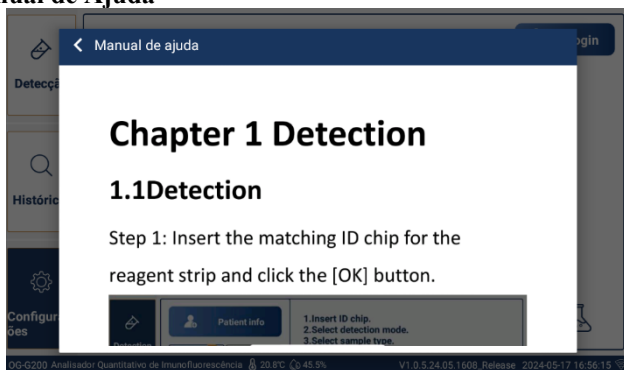 Manual de Ajuda
Manual de ajuda
Login
Detecçã
Chapter 1 Detection
1.1Detection
Históric
Step 1: Insert the matching ID chip for the
reagent strip and click the [OK] button.
Configur
ões
Patient info
1.Insert ID chip.
2.Select detection mode.
3.Select sample type.
Detection
OG-G200 Analisador Quantitativo de Imunofluorescência 20.8℃ 45.5% V1.0.5.24.05.1608_Release 2024-05-17 16:56:15